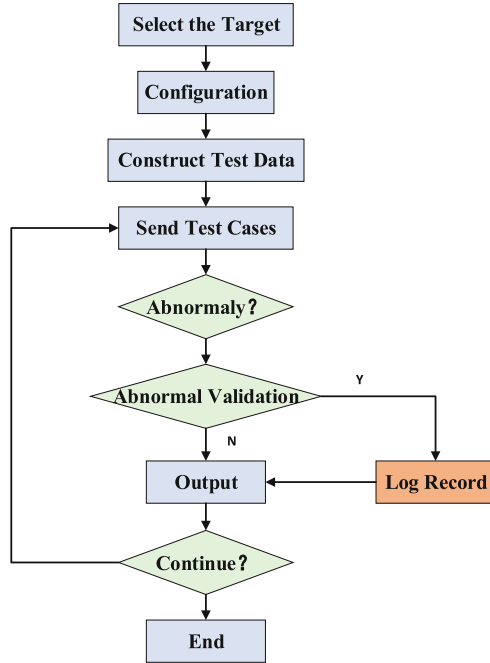 Select the Target
Configuration
Construct Test Data
Send Test Cases
Abnormaly?
Abnormal Validation
Y
N
Output
Log Record
Continue?
End